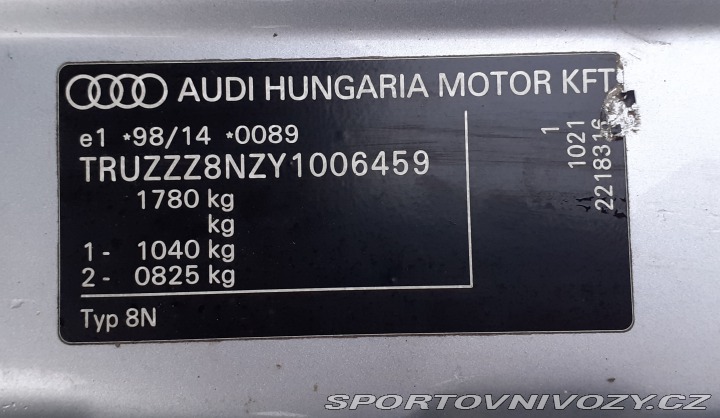 AUDI HUNGARIA MOTOR KFT
e1 *98/14 *0089
TRUZZZ8NZY1006459
1780 kg
kg
1- 1040 kg
2- 0825 kg
Typ 8N
1
1021
2218316
SPORTOVNIVOZY.CZ